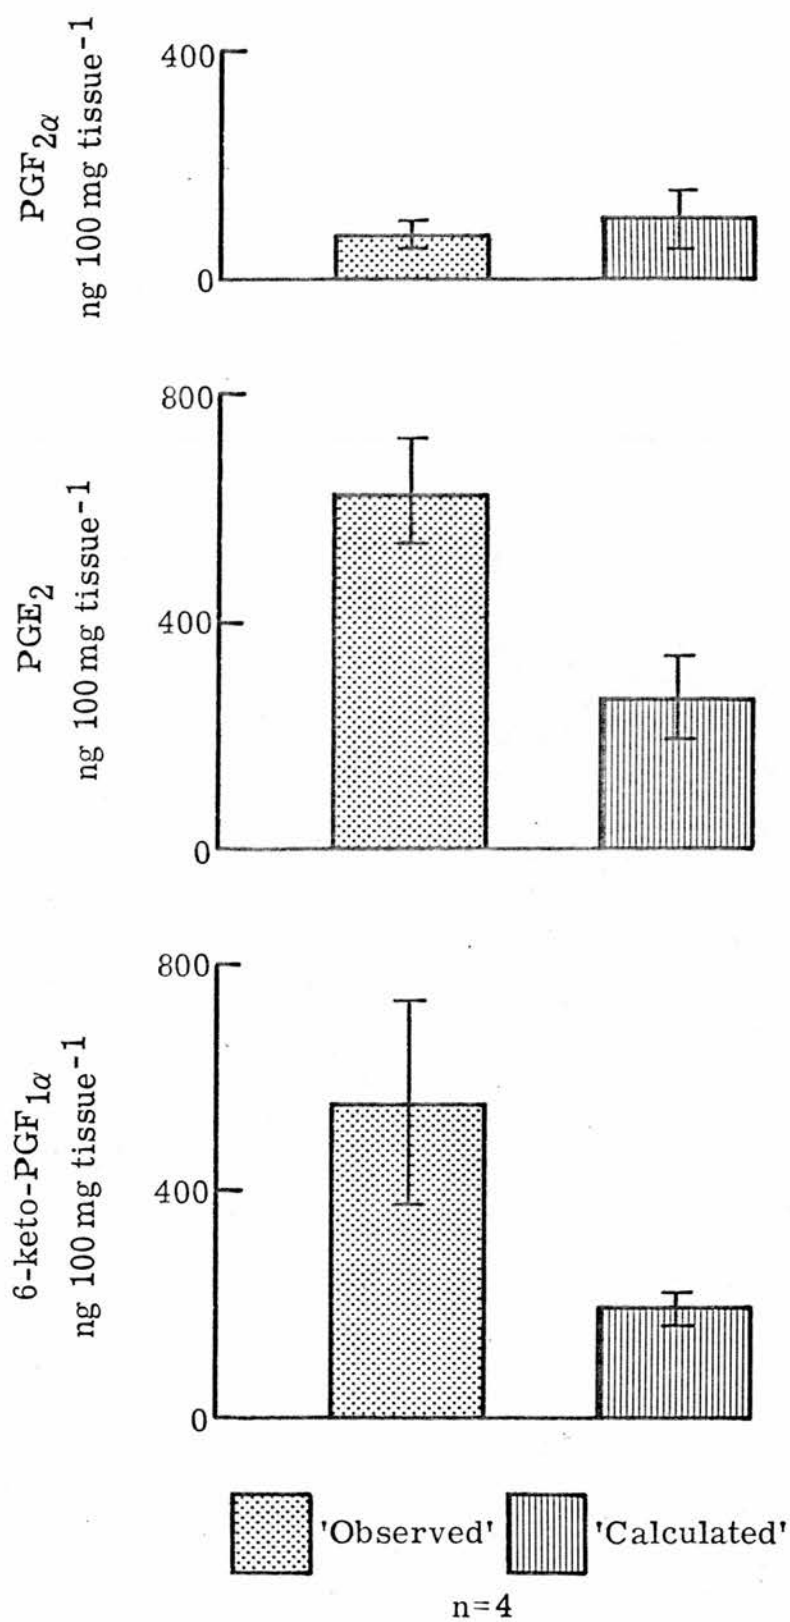 PGF2α
ng 100 mg tissue-1
400
0
PGE2
ng 100 mg tissue-1
800
400
0
6-keto-PGF1α
ng 100 mg tissue-1
800
400
0
'Observed' 'Calculated'
n=4